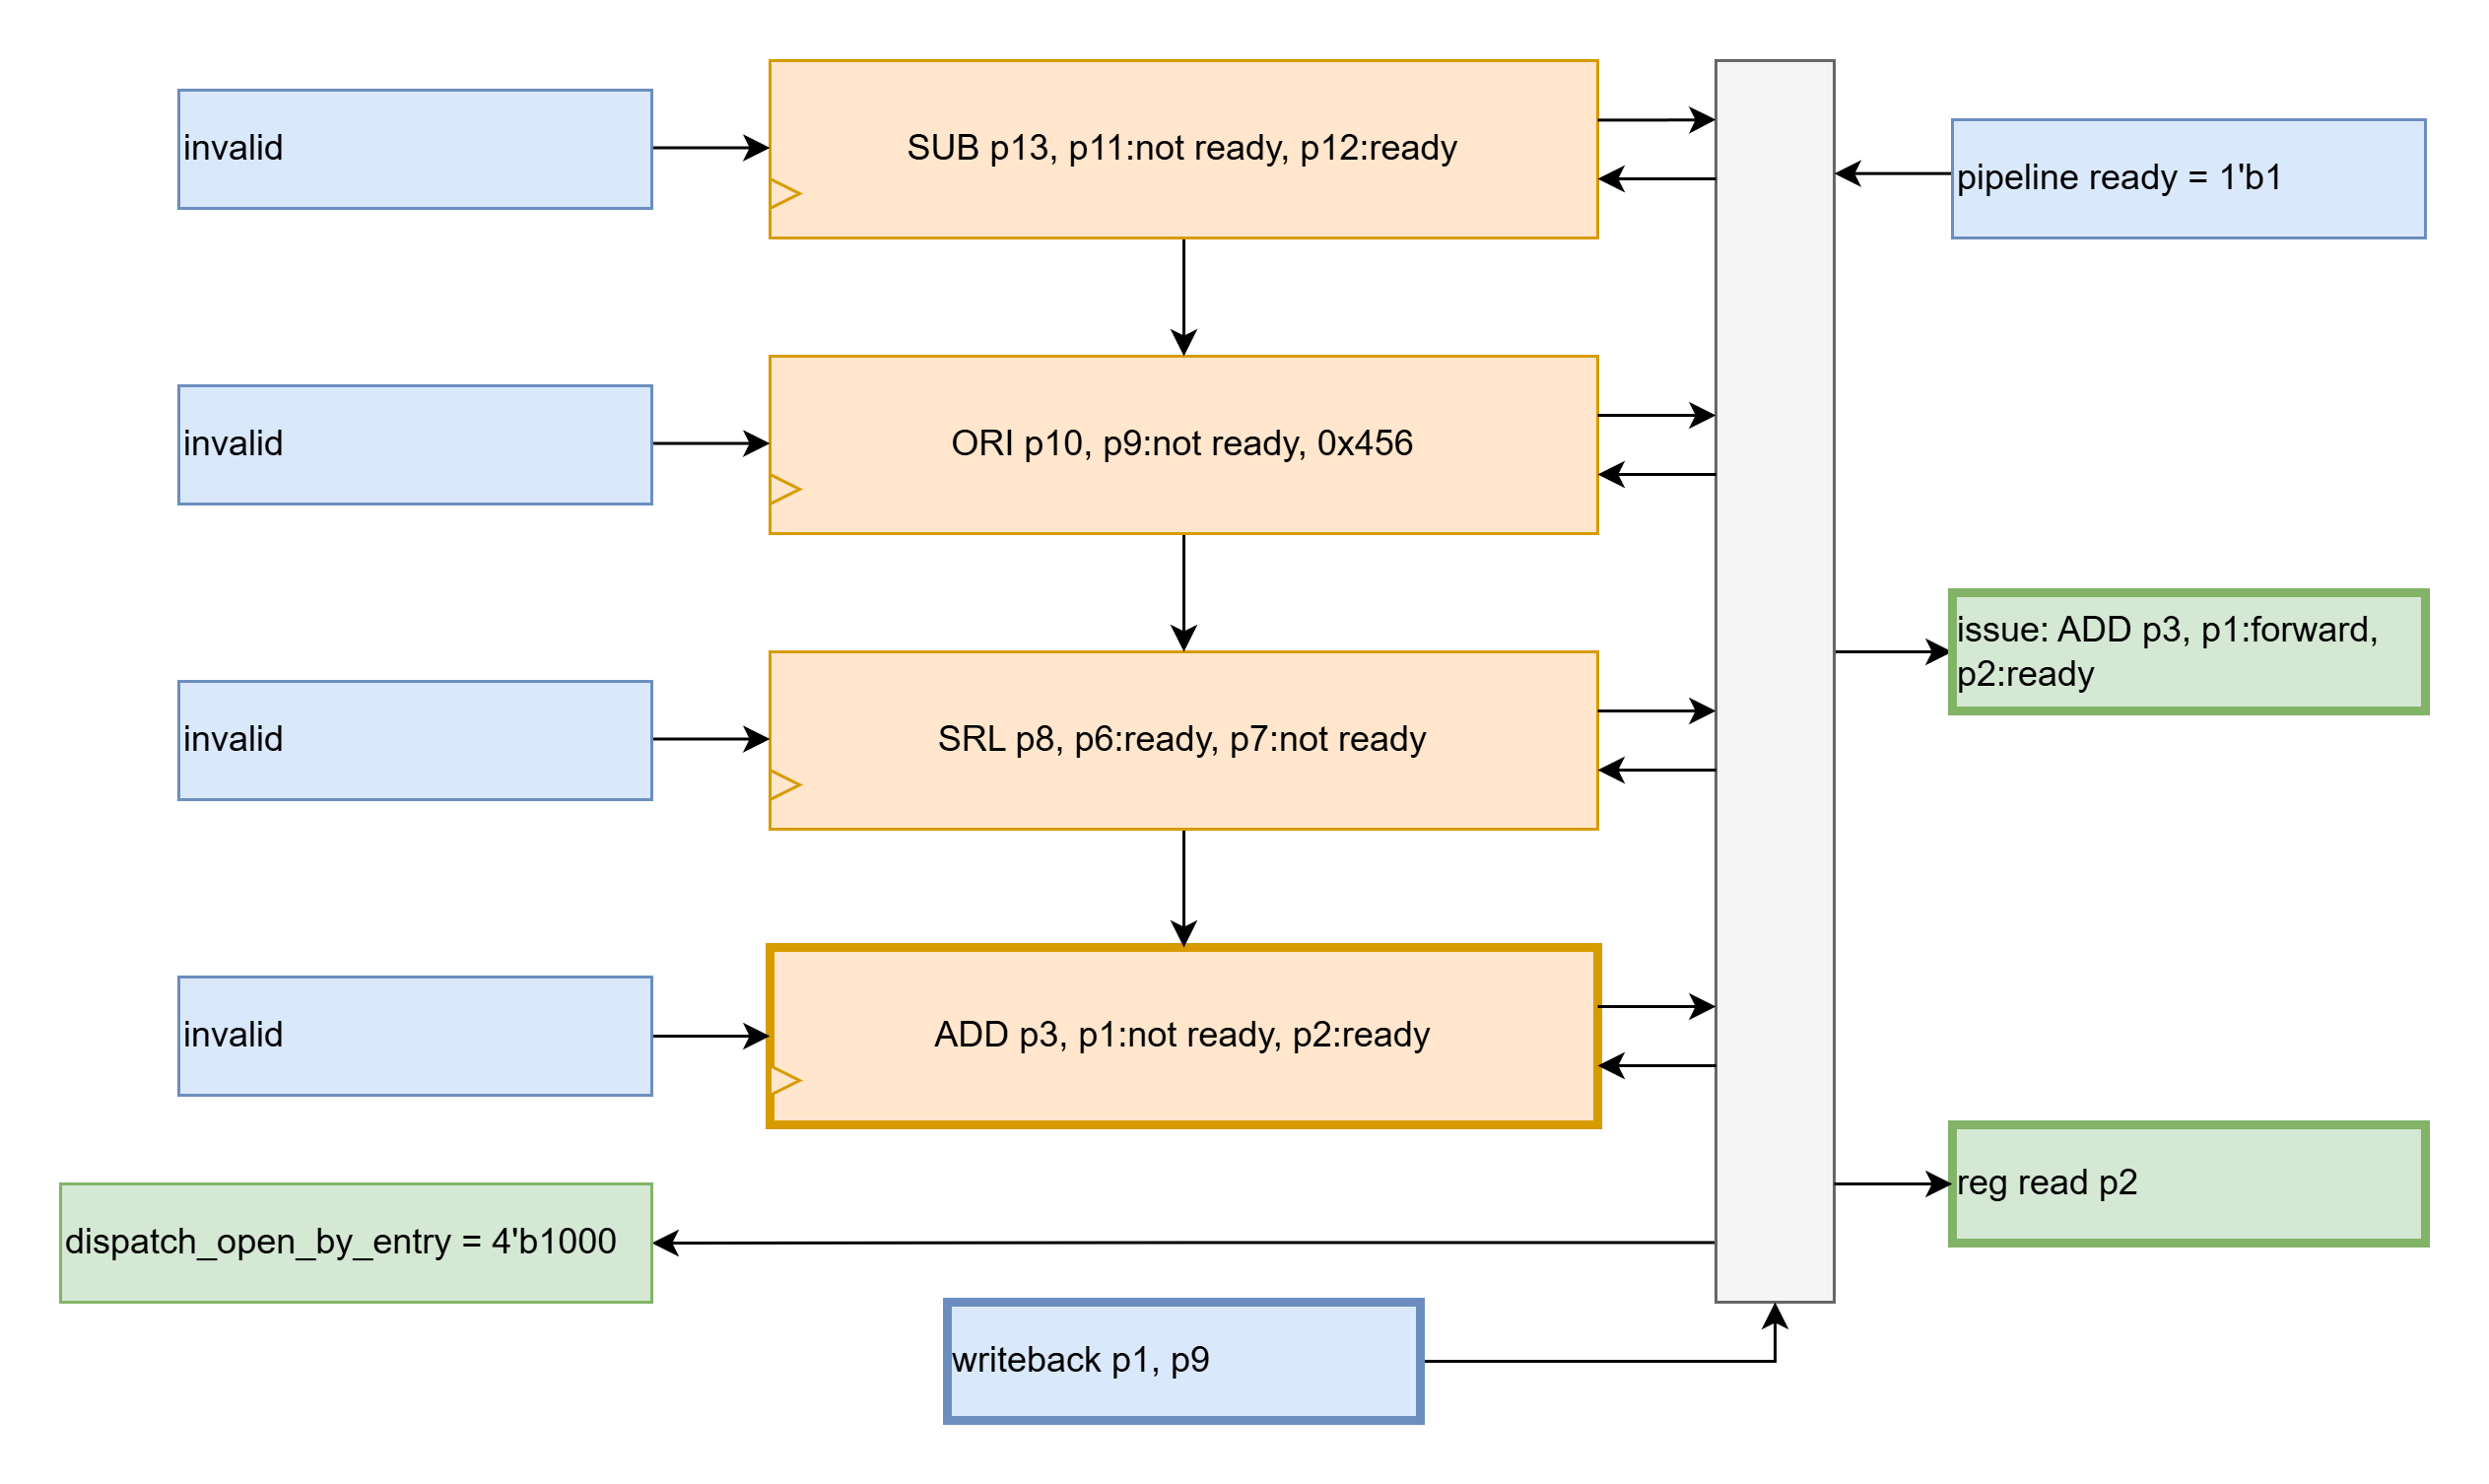 invalid
SUB p13, p11:not ready, p12:ready
pipeline ready = 1'b1
invalid
ORI p10, p9:not ready, 0x456
issue: ADD p3, p1:forward,
p2:ready
invalid
SRL p8, p6:ready, p7:not ready
invalid
ADD p3, p1:not ready, p2:ready
reg read p2
dispatch_open_by_entry = 4'b1000
writeback p1, p9